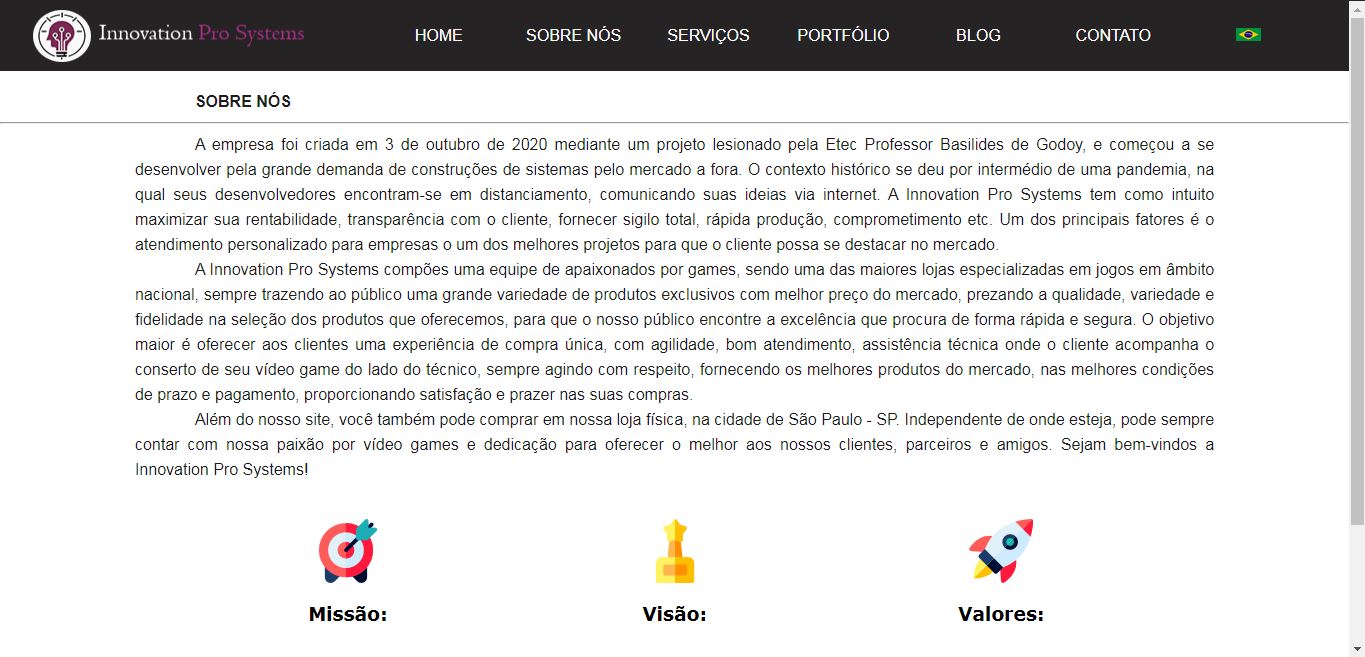 Innovation Pro Systems
HOME
SOBRE NÓS
SERVIÇOS
PORTFÓLIO
BLOG
CONTATO
SOBRE NÓS
A empresa foi criada em 3 de outubro de 2020 mediante um projeto lesionado pela Etec Professor Basilides de Godoy, e começou a se
desenvolver pela grande demanda de construções de sistemas pelo mercado a fora. O contexto histórico se deu por intermédio de uma pandemia, na
qual seus desenvolvedores encontram-se em distanciamento, comunicando suas ideias via internet. A Innovation Pro Systems tem como intuito
maximizar sua rentabilidade, transparência com o cliente, fornecer sigilo total, rápida produção, comprometimento etc. Um dos principais fatores é o
atendimento personalizado para empresas o um dos melhores projetos para que o cliente possa se destacar no mercado.
A Innovation Pro Systems compões uma equipe de apaixonados por games, sendo uma das maiores lojas especializadas em jogos em âmbito
nacional, sempre trazendo ao público uma grande variedade de produtos exclusivos com melhor preço do mercado, prezando a qualidade, variedade e
fidelidade na seleção dos produtos que oferecemos, para que o nosso público encontre a excelência que procura de forma rápida e segura. O objetivo
maior é oferecer aos clientes uma experiência de compra única, com agilidade, bom atendimento, assistência técnica onde o cliente acompanha o
conserto de seu vídeo game do lado do técnico, sempre agindo com respeito, fornecendo os melhores produtos do mercado, nas melhores condições
de prazo e pagamento, proporcionando satisfação e prazer nas suas compras.
Além do nosso site, você também pode comprar em nossa loja física, na cidade de São Paulo - SP. Independente de onde esteja, pode sempre
contar com nossa paixão por vídeo games e dedicação para oferecer o melhor aos nossos clientes, parceiros e amigos. Sejam bem-vindos a
Innovation Pro Systems!
Missão:
Visão:
Valores: